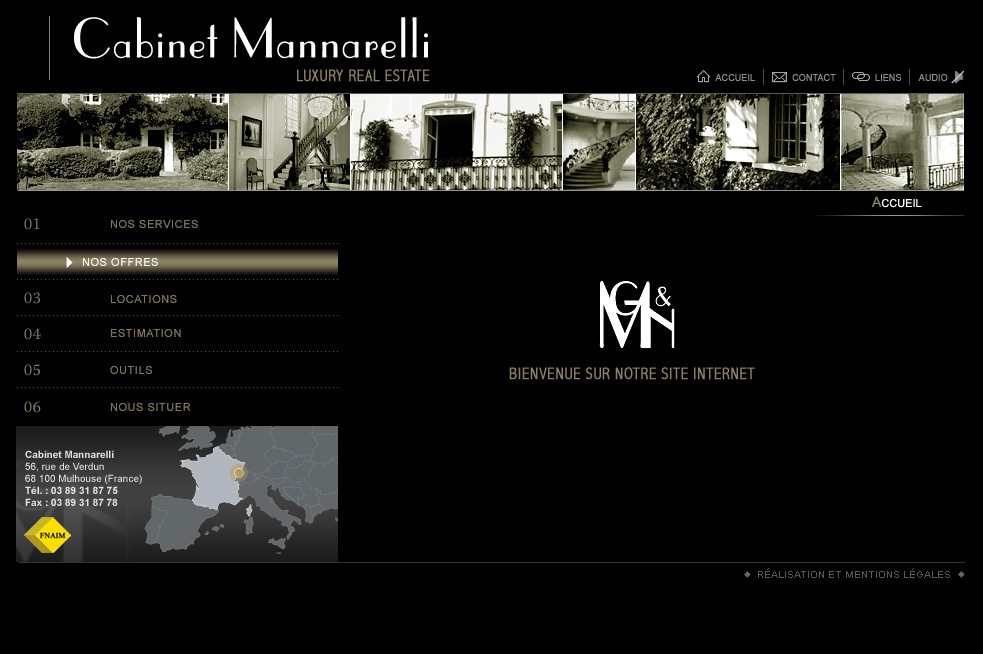 Cabinet Mannarelli
LUXURY REAL ESTATE
ACCUEIL
CONTACT
LIENS
AUDIO
ACCUEIL
01 NOS SERVICES
NOS OFFRES
03 LOCATIONS
04 ESTIMATION
05 OUTILS
06 NOUS SITUER
MG&N
BIENVENUE SUR NOTRE SITE INTERNET
Cabinet Mannarelli
56, rue de Verdun
68 100 Mulhouse (France)
Tél. : 03 89 31 87 75
Fax : 03 89 31 87 78
FNAIM
RÉALISATION ET MENTIONS LÉGALES